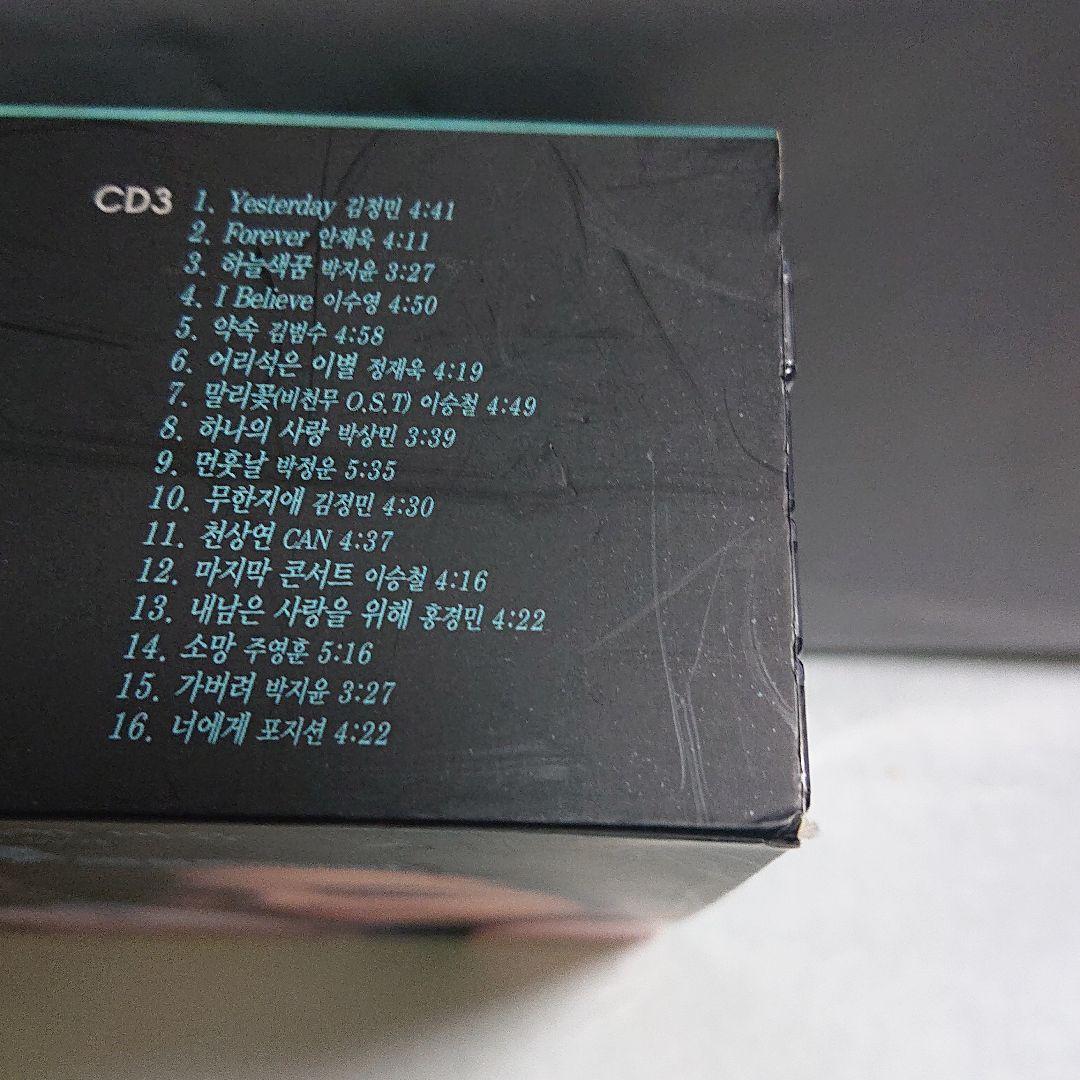 CD3 1. Yesterday 김정민 4:41
2. Forever 안재욱 4:11
3. 하늘색꿈 박지윤 3:27
4. I Believe 이수영 4:50
5. 약속 김범수 4:58
6. 어리석은 이별 정재욱 4:19
7. 말리꽃(비천무 O.S.T) 이승철 4:49
8. 하나의 사랑 박상민 3:39
9. 먼훗날 박정운 5:35
10. 무한지애 김정민 4:30
11. 천상연 CAN 4:37
12. 마지막 콘서트 이승철 4:16
13. 내남은 사랑을 위해 홍경민 4:22
14. 소망 주영훈 5:16
15. 가버려 박지윤 3:27
16. 너에게 포지션 4:22